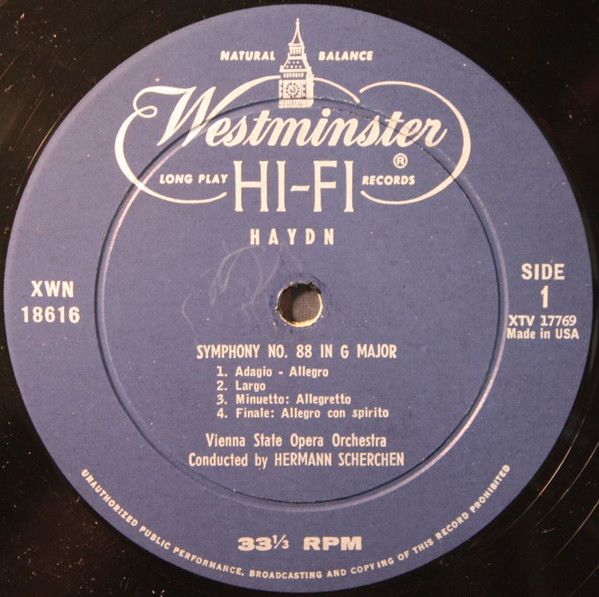 NATURAL BALANCE
Westminster
LONG PLAY HI-FI RECORDS ®
HAYDN
XWN
18616
SIDE
1
XTV 17769
Made in USA
SYMPHONY NO. 88 IN G MAJOR
1. Adagio - Allegro
2. Largo
3. Minuetto: Allegretto
4. Finale: Allegro con spirito
Vienna State Opera Orchestra
Conducted by HERMANN SCHERCHEN
33⅓ RPM
UNAUTHORIZED PUBLIC PERFORMANCE, BROADCASTING AND COPYING OF THIS RECORD PROHIBITED